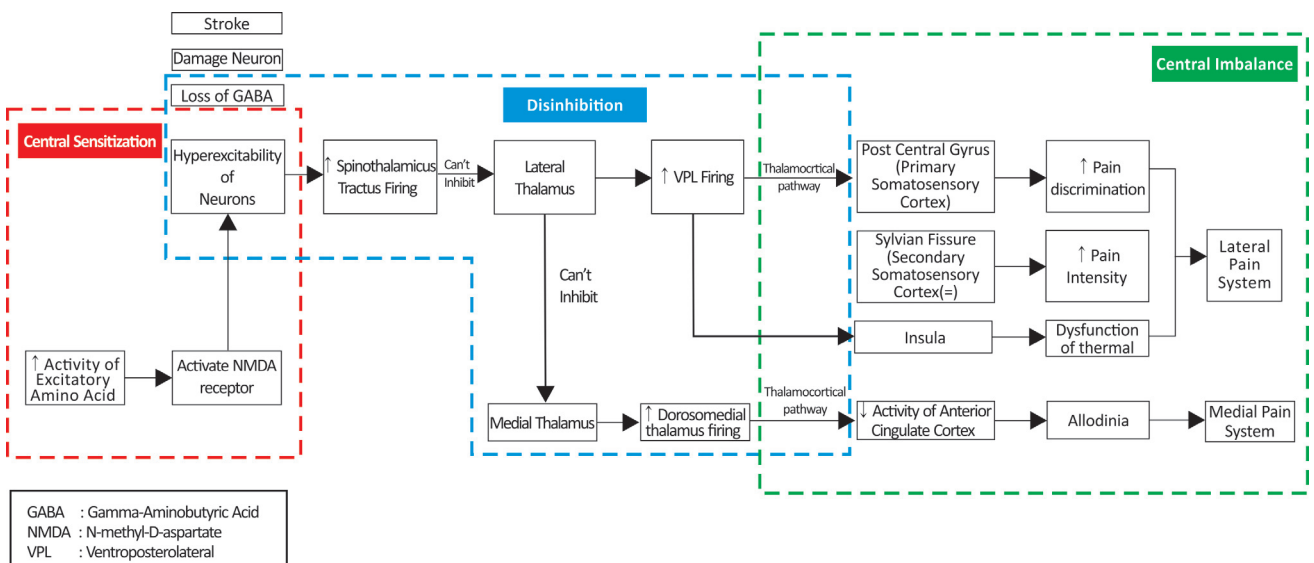 Stroke
Damage Neuron
Loss of GABA
Central Sensitization
Disinhibition
Central Imbalance
Hyperexcitability
of
Neurons
↑ Spinothalamicus
Tractus Firing
Can't
Inhibit
Lateral
Thalamus
↑ VPL Firing
Thalamocrtical
pathway
Post Central Gyrus
(Primary
Somatosensory
Cortex)
↑ Pain
discrimination
Sylvian Fissure
(Secondary
Somatosensory
Cortex(=)
↑ Pain
Intensity
Lateral
Pain
System
Can't
Inhibit
Insula
Dysfunction
of thermal
↑ Activity of
Excitatory
Amino Acid
Activate NMDA
receptor
Medial Thalamus
↑ Dorosomedial
thalamus firing
Thalamocortical
pathway
↓ Activity of Anterior
Cingulate Cortex
Allodinia
Medial Pain
System
GABA : Gamma-Aminobutyric Acid
NMDA : N-methyl-D-aspartate
VPL : Ventroposterolateral